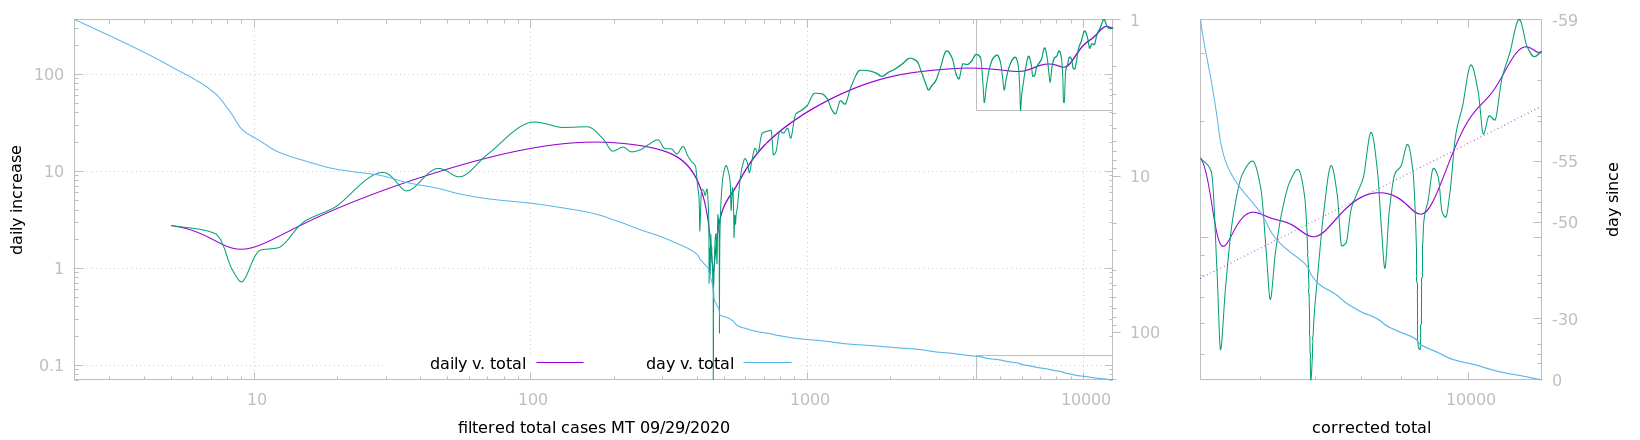 100
10
1
0.1
daily increase
daily v. total
day v. total
10
100
1000
10000
filtered total cases MT 09/29/2020
1
10
100
10000
corrected total
-59
-55
-50
-30
0
day since